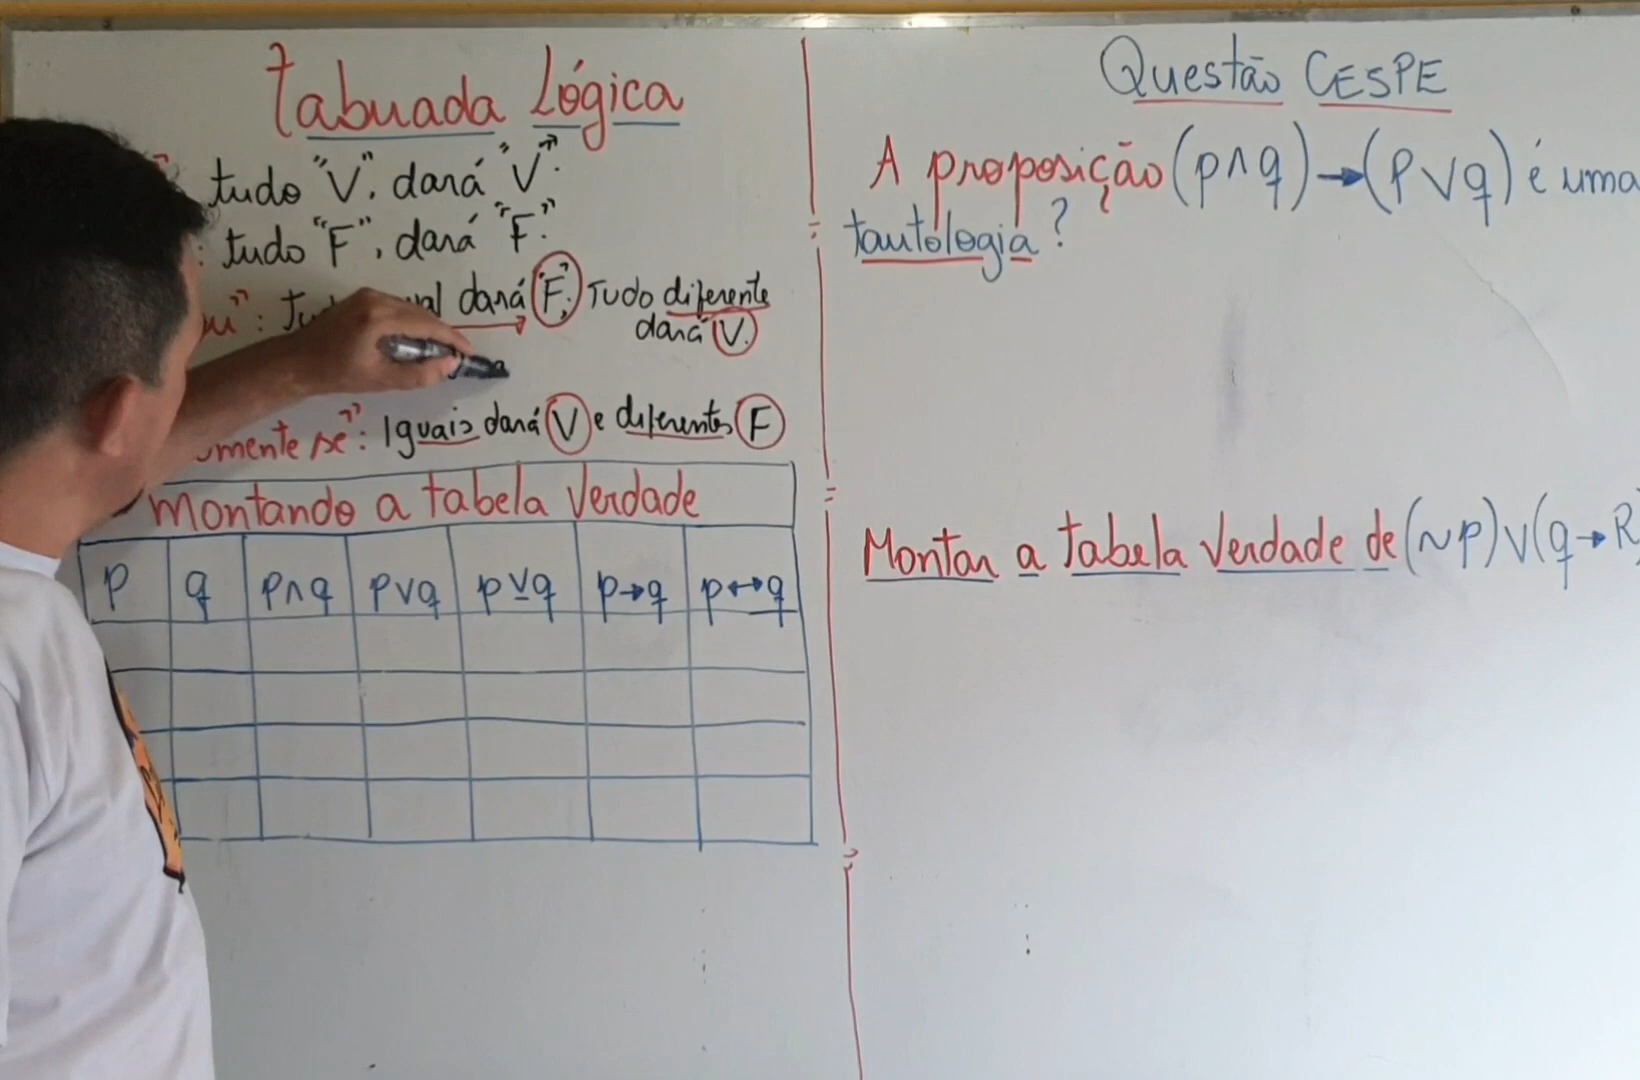 Tabuada Lógica
tudo "V", dará "V".
: tudo "F", dará "F".
dará "F". Tudo diferente
dará V.
mente se": Iguais dará V e diferentes F
montando a tabela Verdade
p q p∧q p∨q p⊻q p→q p↔q
Questão CESPE
A proposição (p∧q)→(p∨q) é uma
tautologia?
Montar a tabela verdade de (~p)∨(q→R)